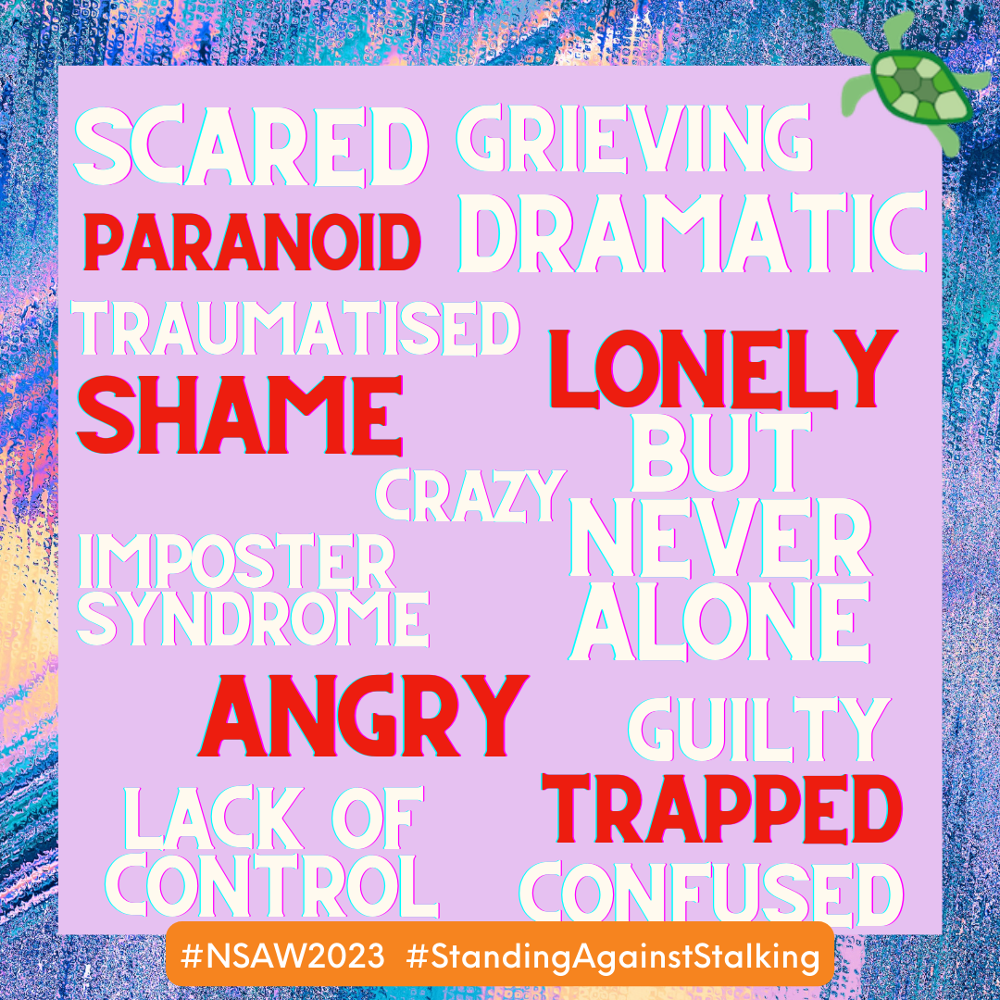 SCARED GRIEVING
PARANOID DRAMATIC
TRAUMATISED
SHAME
LONELY
BUT
NEVER
ALONE
CRAZY
IMPOSTER
SYNDROME
ANGRY
GUILTY
TRAPPED
LACK OF
CONTROL
CONFUSED
#NSAW2023 #StandingAgainstStalking